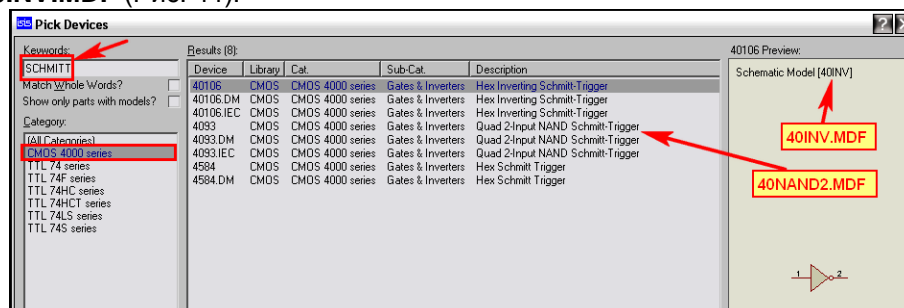 INV.MDF (Рис. 44).
ISIS Pick Devices
? X
Keywords:
SCHMITT
Match Whole Words?
Show only parts with models?
Category:
(All Categories)
CMOS 4000 series
TTL 74 series
TTL 74F series
TTL 74HC series
TTL 74HCT series
TTL 74LS series
TTL 74S series
Results (8):
Device Library Cat. Sub-Cat. Description
40106 CMOS CMOS 4000 series Gates & Inverters Hex Inverting Schmitt-Trigger
40106.DM CMOS CMOS 4000 series Gates & Inverters Hex Inverting Schmitt-Trigger
40106.IEC CMOS CMOS 4000 series Gates & Inverters Hex Inverting Schmitt-Trigger
4093 CMOS CMOS 4000 series Gates & Inverters Quad 2-Input NAND Schmitt-Trigger
4093.DM CMOS CMOS 4000 series Gates & Inverters Quad 2-Input NAND Schmitt-Trigger
4093.IEC CMOS CMOS 4000 series Gates & Inverters Quad 2-Input NAND Schmitt-Trigger
4584 CMOS CMOS 4000 series Gates & Inverters Hex Schmitt Trigger
4584.DM CMOS CMOS 4000 series Gates & Inverters Hex Schmitt Trigger
40106 Preview:
Schematic Model [40INV]
40INV.MDF
40NAND2.MDF
1 2